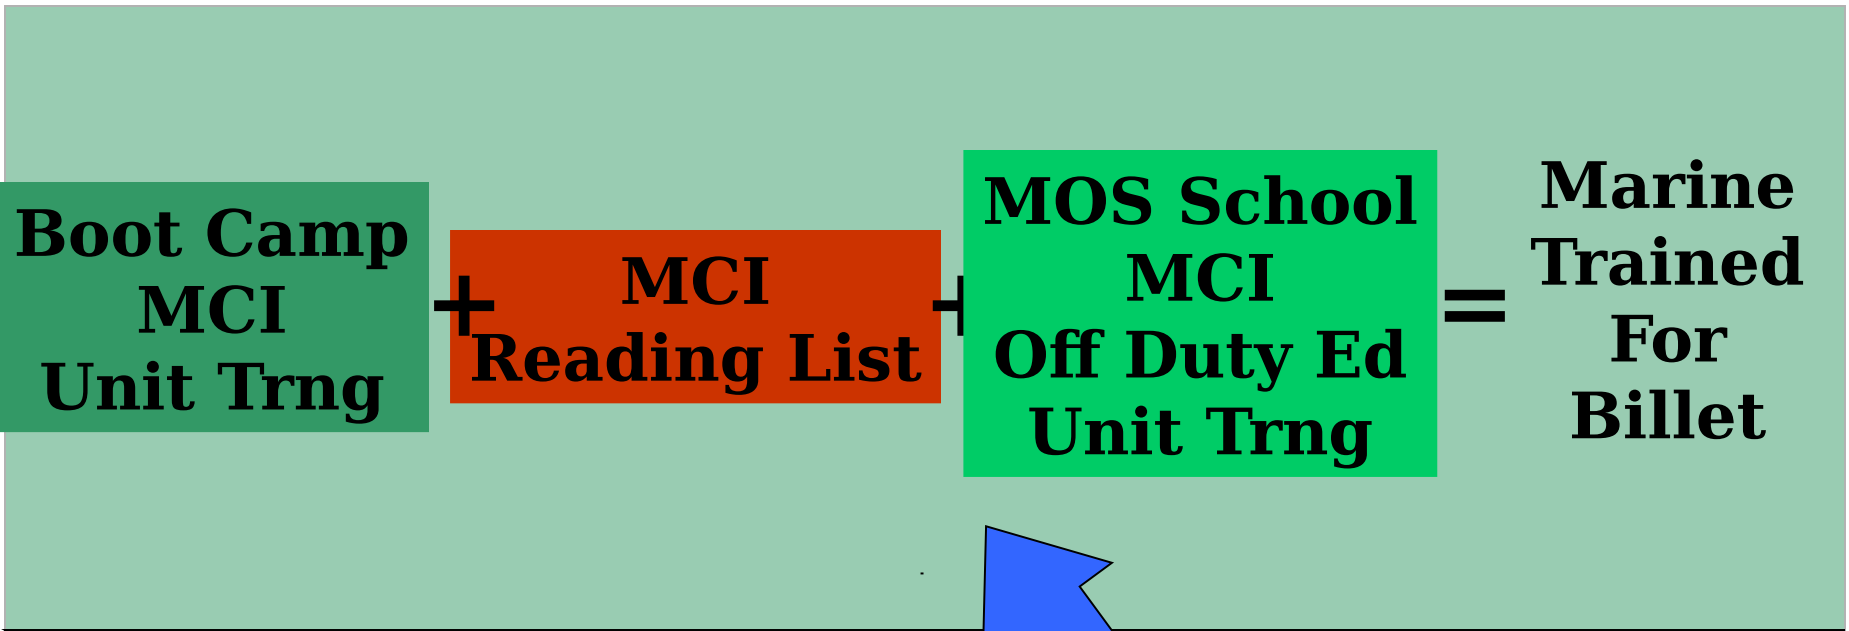 Boot Camp
MCI
Unit Trng
+
MCI
Reading List
+
MOS School
MCI
Off Duty Ed
Unit Trng
=
Marine
Trained
For
Billet